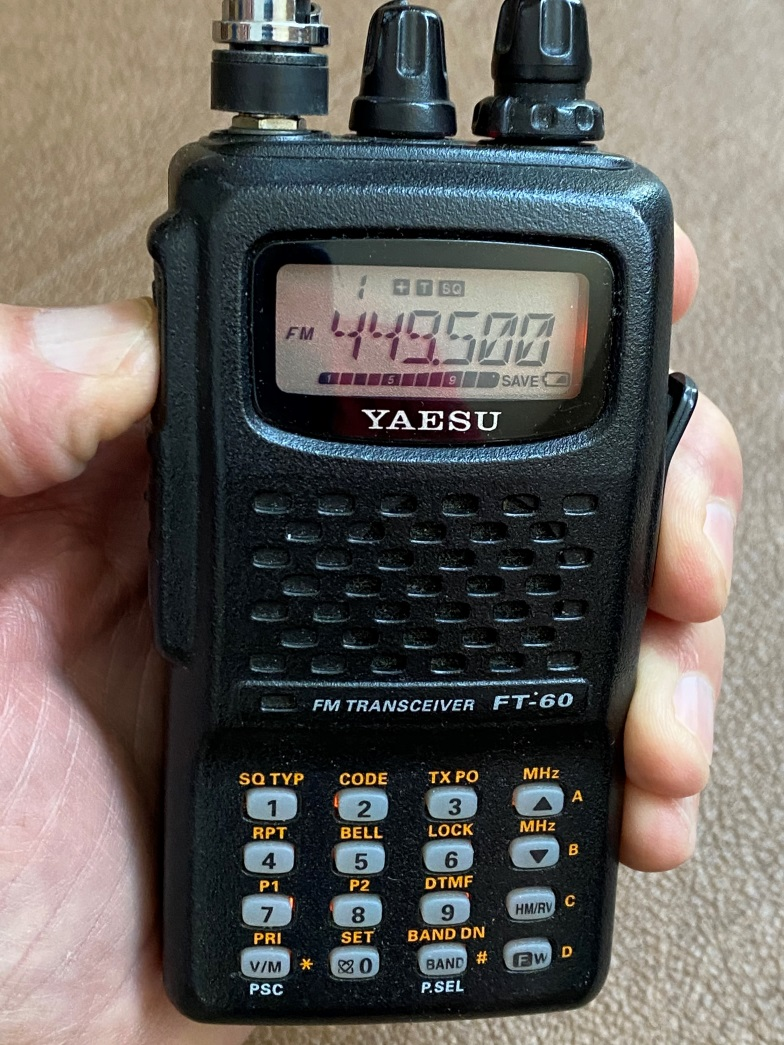 1 + T SQ
FM 449.500
1 5 9 SAVE
YAESU
FM TRANSCEIVER FT-60
SQ TYP CODE TX PO MHz
1 2 3 ▲ A
RPT BELL LOCK MHz
4 5 6 ▼ B
P1 P2 DTMF
7 8 9 HM/RV C
PRI SET BAND DN
V/M * 0 BAND # F W D
PSC P.SEL